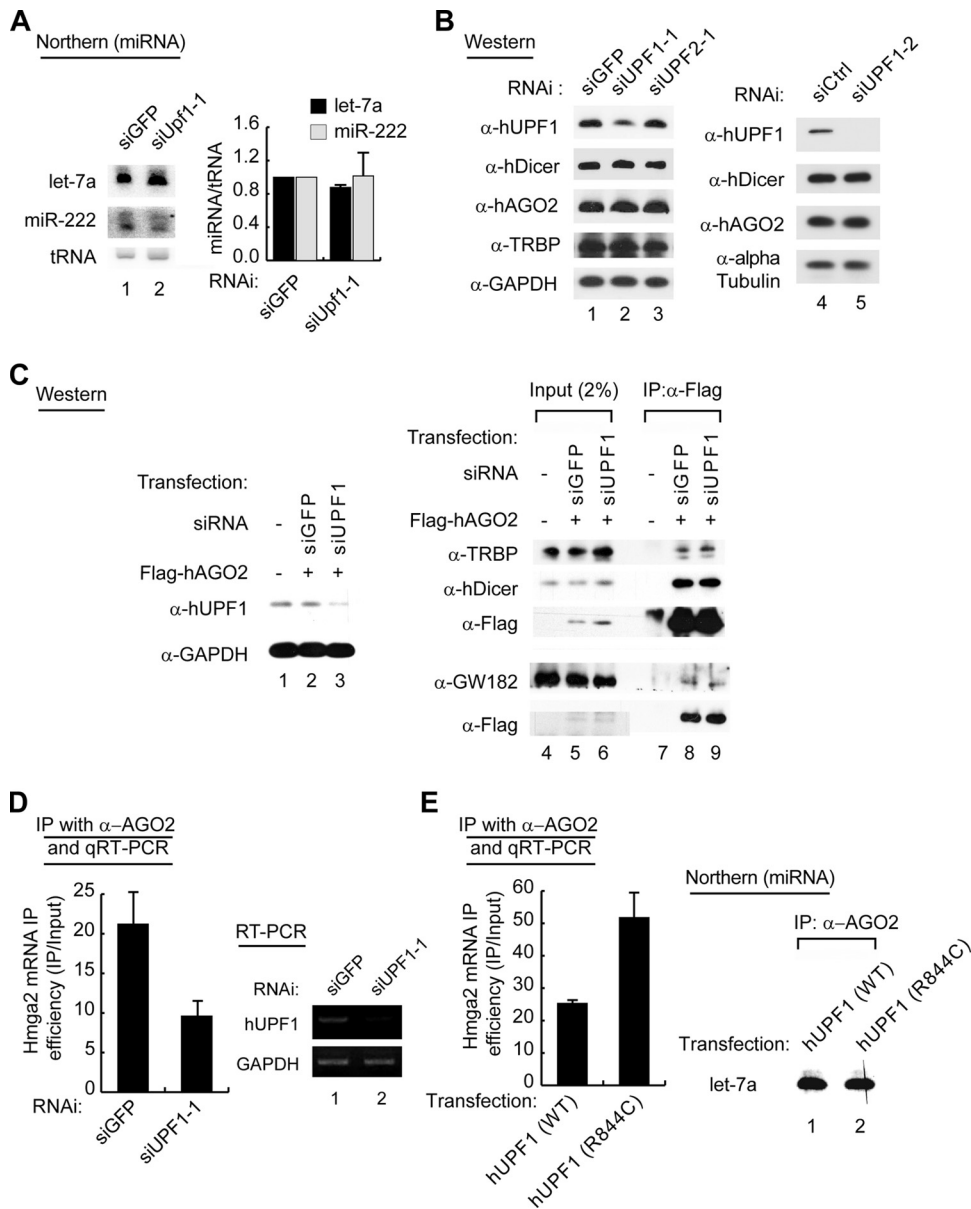 A
Northern (miRNA)
siGFP
siUpf1-1
let-7a
miR-222
tRNA
1 2
let-7a
miR-222
miRNA/tRNA
1.6
1.2
0.8
0.4
0.0
RNAi:
siGFP
siUpf1-1
B
Western
RNAi :
siGFP
siUPF1-1
siUPF2-1
α-hUPF1
α-hDicer
α-hAGO2
α-TRBP
α-GAPDH
1 2 3
RNAi:
siCtrl
siUPF1-2
α-hUPF1
α-hDicer
α-hAGO2
α-alpha
Tubulin
4 5
C
Western
Transfection:
siRNA - siGFP siUPF1
Flag-hAGO2 - + +
α-hUPF1
α-GAPDH
1 2 3
Input (2%) IP:α-Flag
Transfection:
siRNA - siGFP siUPF1 - siGFP siUPF1
Flag-hAGO2 - + + - + +
α-TRBP
α-hDicer
α-Flag
α-GW182
α-Flag
4 5 6 7 8 9
D
IP with α–AGO2
and qRT-PCR
Hmga2 mRNA IP
efficiency (IP/Input)
25
20
15
10
5
0
RNAi:
siGFP
siUPF1-1
RT-PCR
RNAi:
siGFP
siUPF1-1
hUPF1
GAPDH
1 2
E
IP with α–AGO2
and qRT-PCR
Hmga2 mRNA IP
efficiency (IP/Input)
60
50
40
30
20
10
0
Transfection:
hUPF1 (WT)
hUPF1 (R844C)
Northern (miRNA)
IP: α-AGO2
Transfection:
hUPF1 (WT)
hUPF1 (R844C)
let-7a
1 2